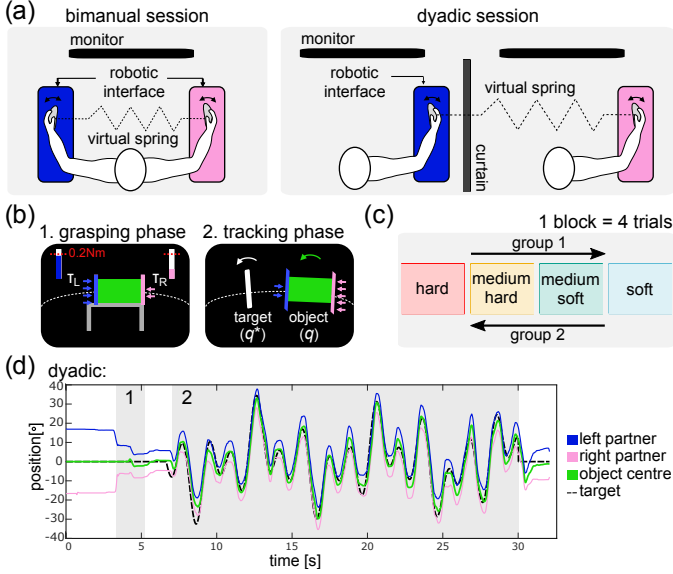 (a) bimanual session
monitor
robotic
interface
virtual spring
dyadic session
monitor
robotic
interface
virtual spring
curtain
(b)
1. grasping phase
0.2Nm
τL
τR
2. tracking phase
target
(q*)
object
(q)
(c)
1 block = 4 trials
group 1
hard
medium
hard
medium
soft
soft
group 2
(d) dyadic:
position[°]
40
30
20
10
0
-10
-20
-30
-40
1
2
0
5
10
15
20
25
30
time [s]
left partner
right partner
object centre
target